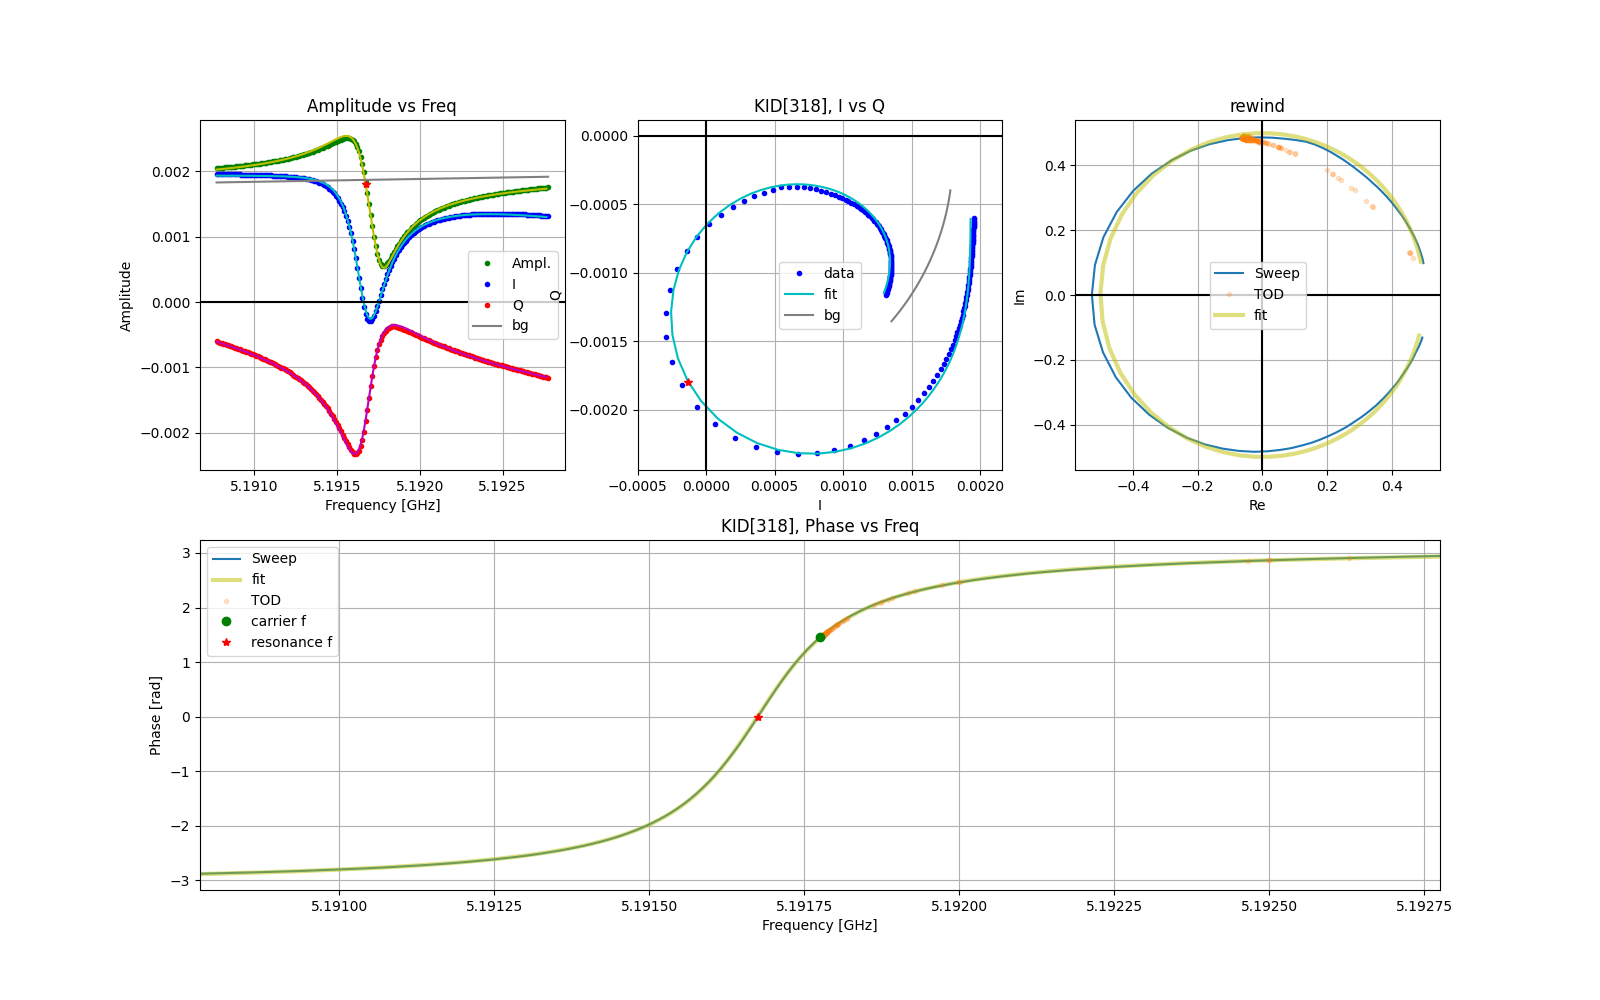 Amplitude vs Freq
KID[318], I vs Q
rewind
0.002
0.001
0.000
−0.001
−0.002
Amplitude
Ampl.
I
Q
bg
5.1910
5.1915
5.1920
5.1925
Frequency [GHz]
0.0000
−0.0005
−0.0010
−0.0015
−0.0020
Q
data
fit
bg
−0.0005
0.0000
0.0005
0.0010
0.0015
0.0020
I
0.4
0.2
0.0
−0.2
−0.4
Im
Sweep
TOD
fit
−0.4
−0.2
0.0
0.2
0.4
Re
KID[318], Phase vs Freq
3
2
1
0
−1
−2
−3
Phase [rad]
Sweep
fit
TOD
carrier f
resonance f
5.19100
5.19125
5.19150
5.19175
5.19200
5.19225
5.19250
5.19275
Frequency [GHz]